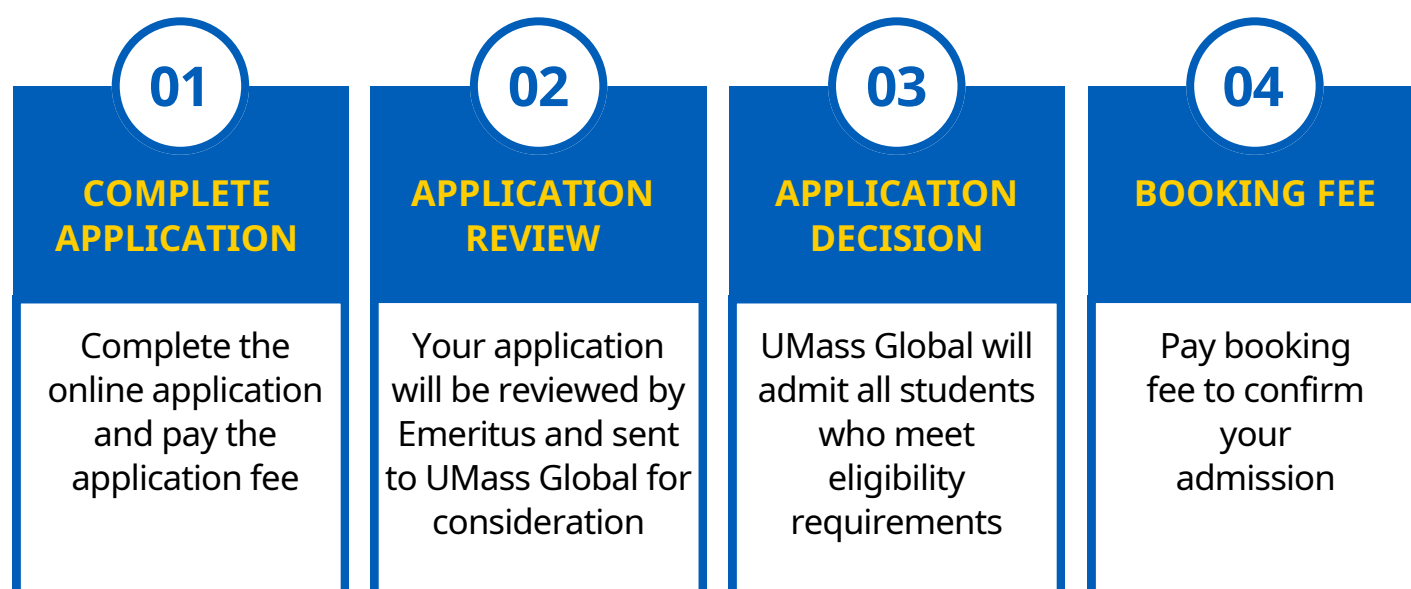 01
COMPLETE
APPLICATION
Complete the
online application
and pay the
application fee
02
APPLICATION
REVIEW
Your application
will be reviewed by
Emeritus and sent
to UMass Global for
consideration
03
APPLICATION
DECISION
UMass Global will
admit all students
who meet
eligibility
requirements
04
BOOKING FEE
Pay booking
fee to confirm
your
admission